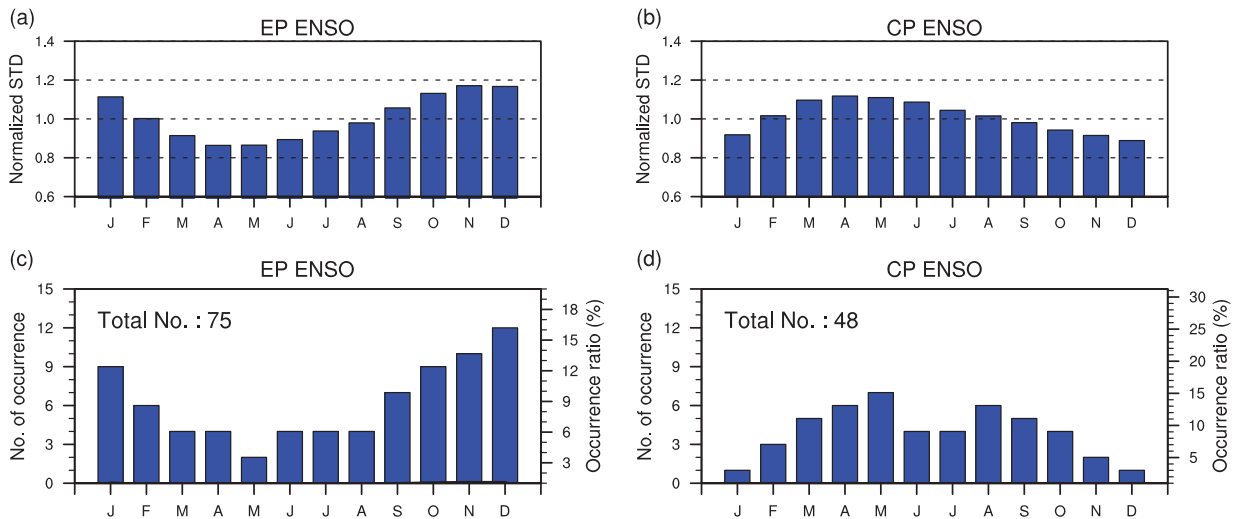 (a)
EP ENSO
Normalized STD
1.4
1.2
1.0
0.8
0.6
J F M A M J J A S O N D
(b)
CP ENSO
Normalized STD
1.4
1.2
1.0
0.8
0.6
J F M A M J J A S O N D
(c)
EP ENSO
Total No. : 75
No. of occurrence
15
12
9
6
3
0
Occurrence ratio (%)
18
15
12
9
6
3
J F M A M J J A S O N D
(d)
CP ENSO
Total No. : 48
No. of occurrence
15
12
9
6
3
0
Occurrence ratio (%)
30
25
20
15
10
5
J F M A M J J A S O N D